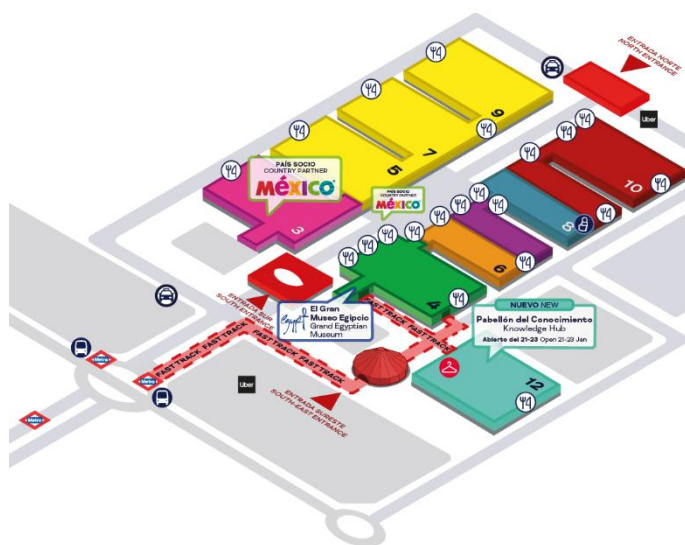 ENTRADA NORTE
NORTH ENTRANCE
Uber
9
7
5
PAÍS SOCIO
COUNTRY PARTNER
MÉXICO
3
PAÍS SOCIO
COUNTRY PARTNER
MÉXICO
10
8
6
4
NUEVO NEW
Pabellón del Conocimiento
Knowledge Hub
Abierto del 21-23 Open 21-23 Jan
12
Egypt
El Gran
Museo Egipcio
Grand Egyptian
Museum
ENTRADA SUR
SOUTH ENTRANCE
FAST TRACK FAST TRACK
FAST TRACK FAST TRACK
FAST TRACK FAST TRACK
ENTRADA SURESTE
SOUTH-EAST ENTRANCE
Uber
Metro
Metro
Metro